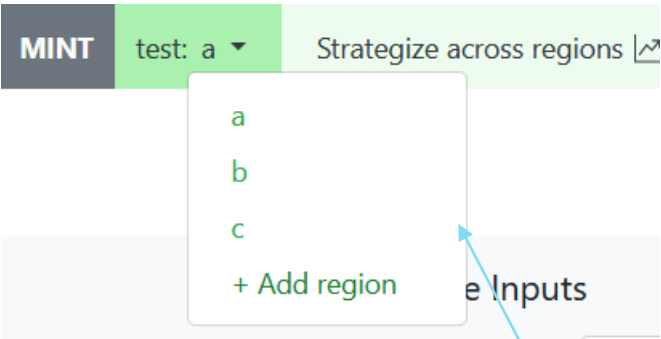 MINT test: a Strategize across regions
a
b
c
+ Add region
e Inputs